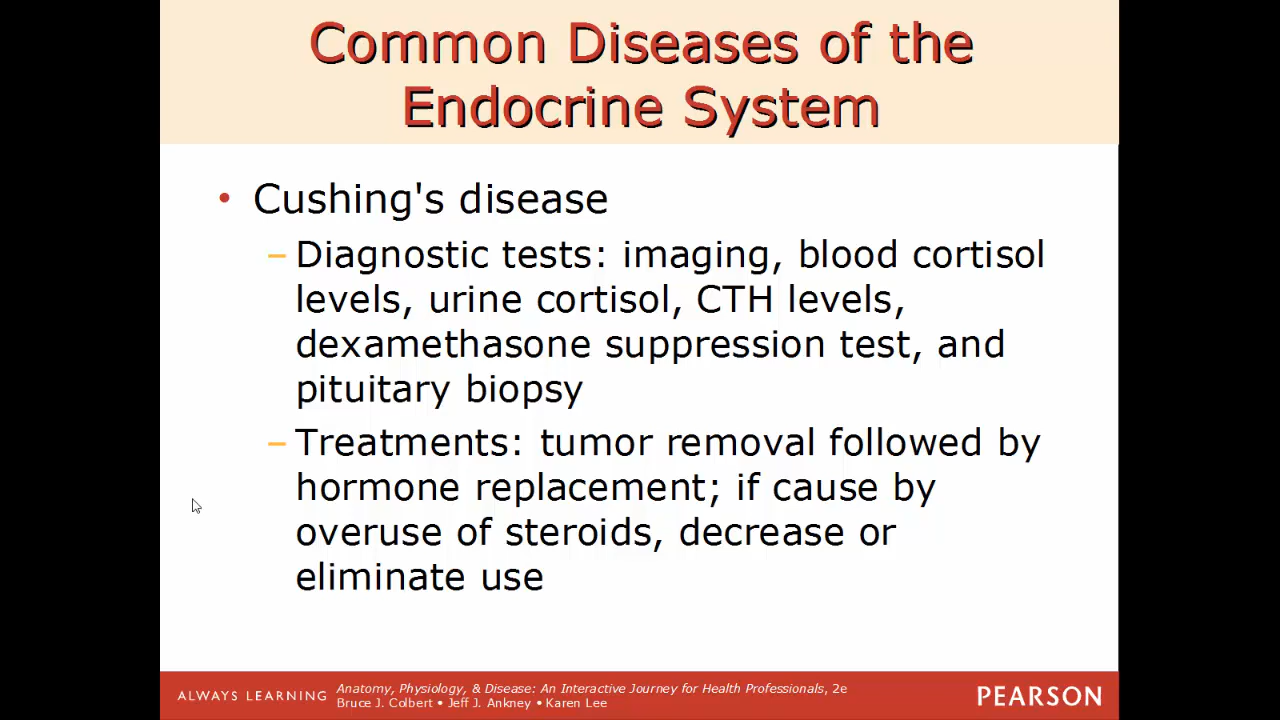 Common Diseases of the
Endocrine System
• Cushing's disease
– Diagnostic tests: imaging, blood cortisol
levels, urine cortisol, CTH levels,
dexamethasone suppression test, and
pituitary biopsy
– Treatments: tumor removal followed by
hormone replacement; if cause by
overuse of steroids, decrease or
eliminate use
ALWAYS LEARNING
Anatomy, Physiology, & Disease: An Interactive Journey for Health Professionals, 2e
Bruce J. Colbert • Jeff J. Ankney • Karen Lee
PEARSON